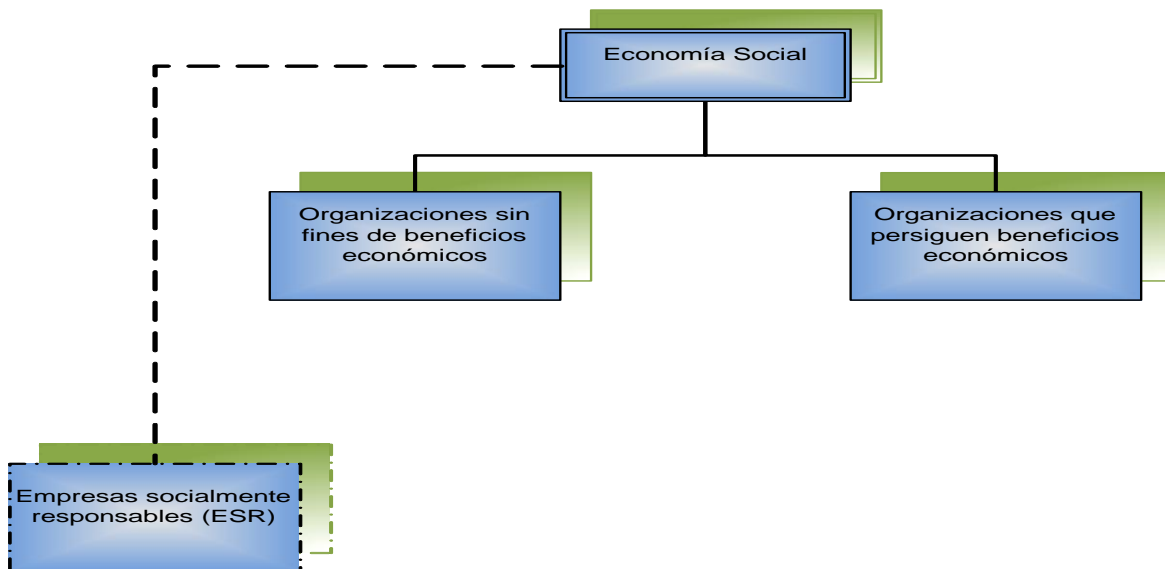 Economía Social
Organizaciones sin
fines de beneficios
económicos
Organizaciones que
persiguen beneficios
económicos
Empresas socialmente
responsables (ESR)